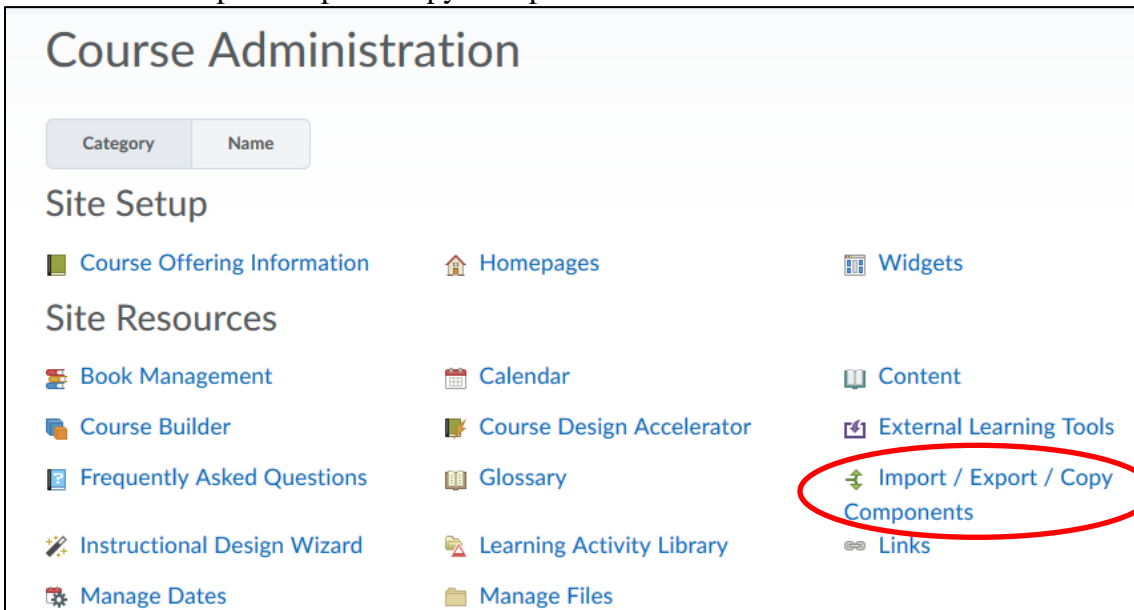 Course Administration
Category Name
Site Setup
Course Offering Information Homepages Widgets
Site Resources
Book Management Calendar Content
Course Builder Course Design Accelerator External Learning Tools
Frequently Asked Questions Glossary Import / Export / Copy
Components
Instructional Design Wizard Learning Activity Library Links
Manage Dates Manage Files